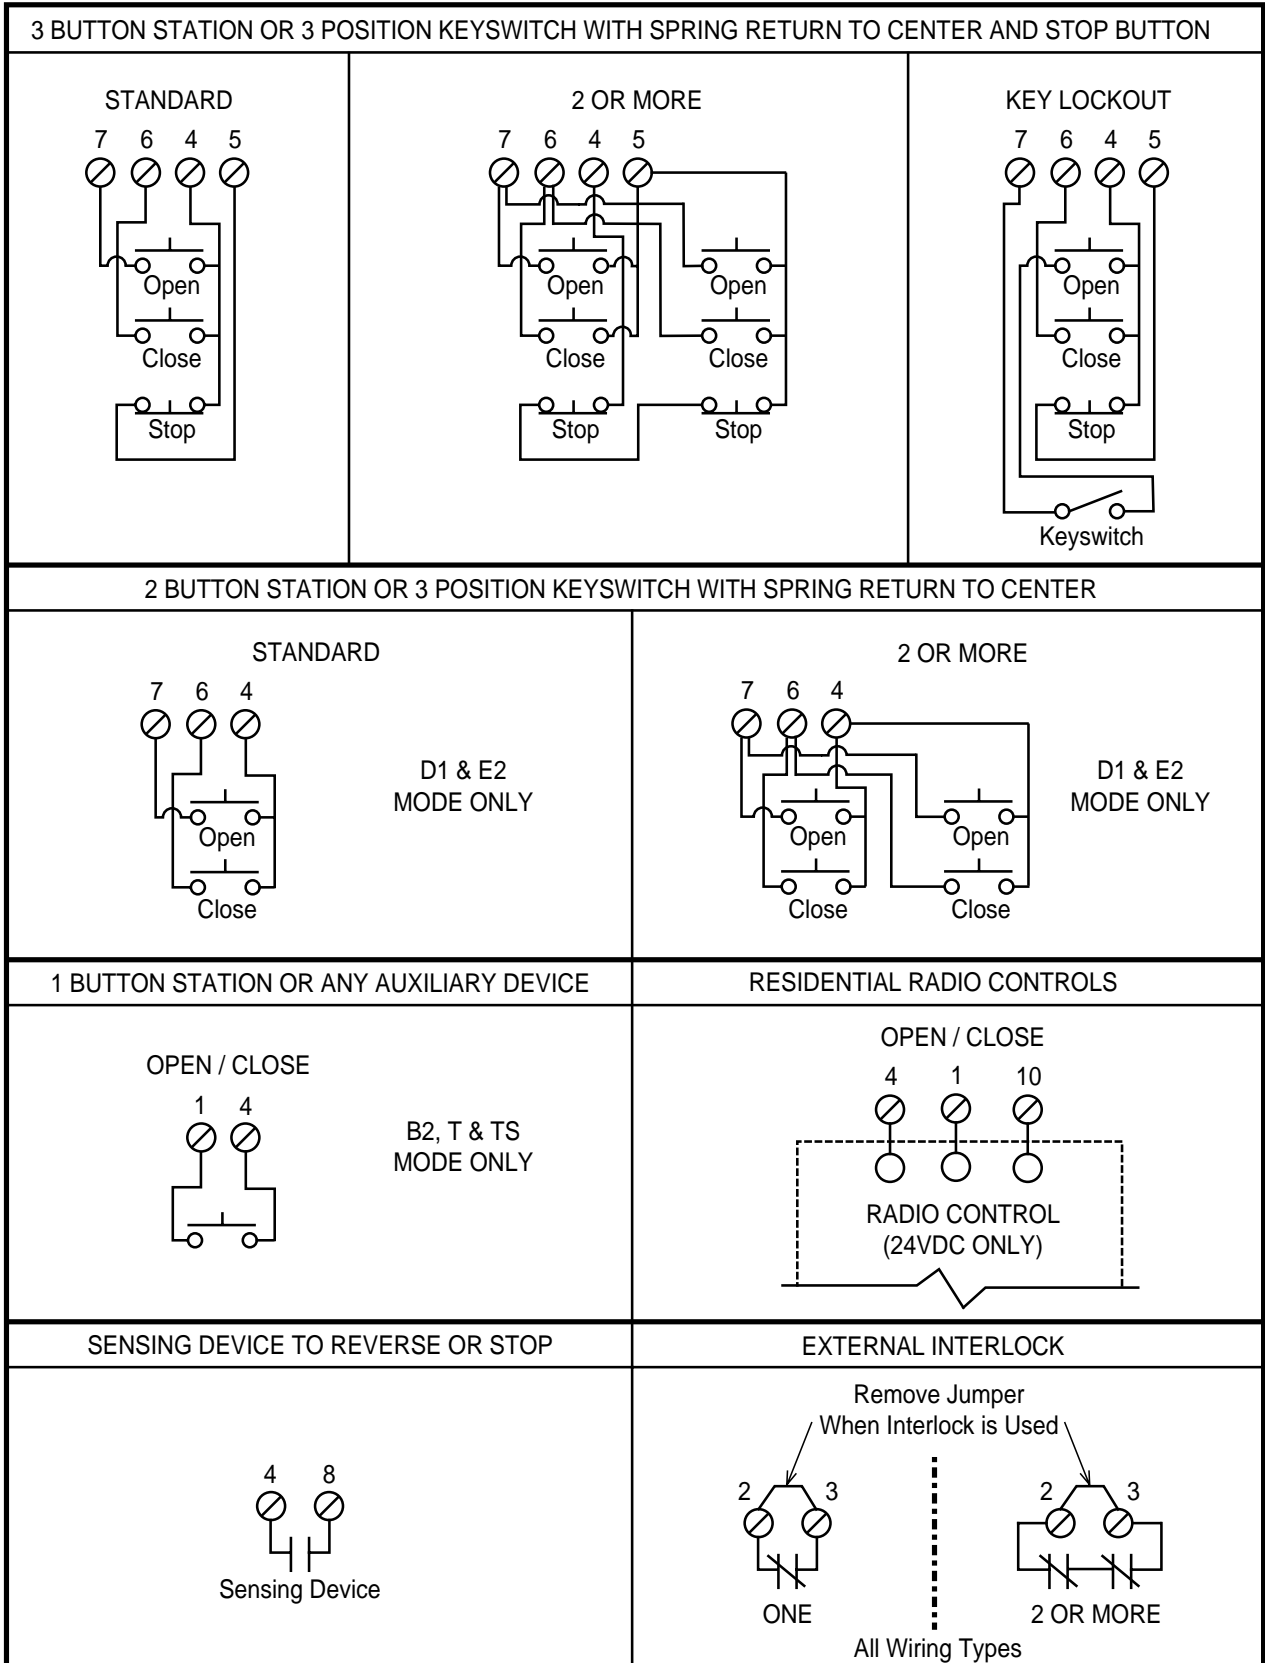 3 BUTTON STATION OR 3 POSITION KEYSWITCH WITH SPRING RETURN TO CENTER AND STOP BUTTON
STANDARD
7 6 4 5
Open
Close
Stop
2 OR MORE
7 6 4 5
Open Open
Close Close
Stop Stop
KEY LOCKOUT
7 6 4 5
Open
Close
Stop
Keyswitch
2 BUTTON STATION OR 3 POSITION KEYSWITCH WITH SPRING RETURN TO CENTER
STANDARD
7 6 4
D1 & E2
MODE ONLY
Open
Close
2 OR MORE
7 6 4
D1 & E2
MODE ONLY
Open Open
Close Close
1 BUTTON STATION OR ANY AUXILIARY DEVICE
OPEN / CLOSE
1 4
B2, T & TS
MODE ONLY
RESIDENTIAL RADIO CONTROLS
OPEN / CLOSE
4 1 10
RADIO CONTROL
(24VDC ONLY)
SENSING DEVICE TO REVERSE OR STOP
4 8
Sensing Device
EXTERNAL INTERLOCK
Remove Jumper
When Interlock is Used
2 3 2 3
ONE 2 OR MORE
All Wiring Types